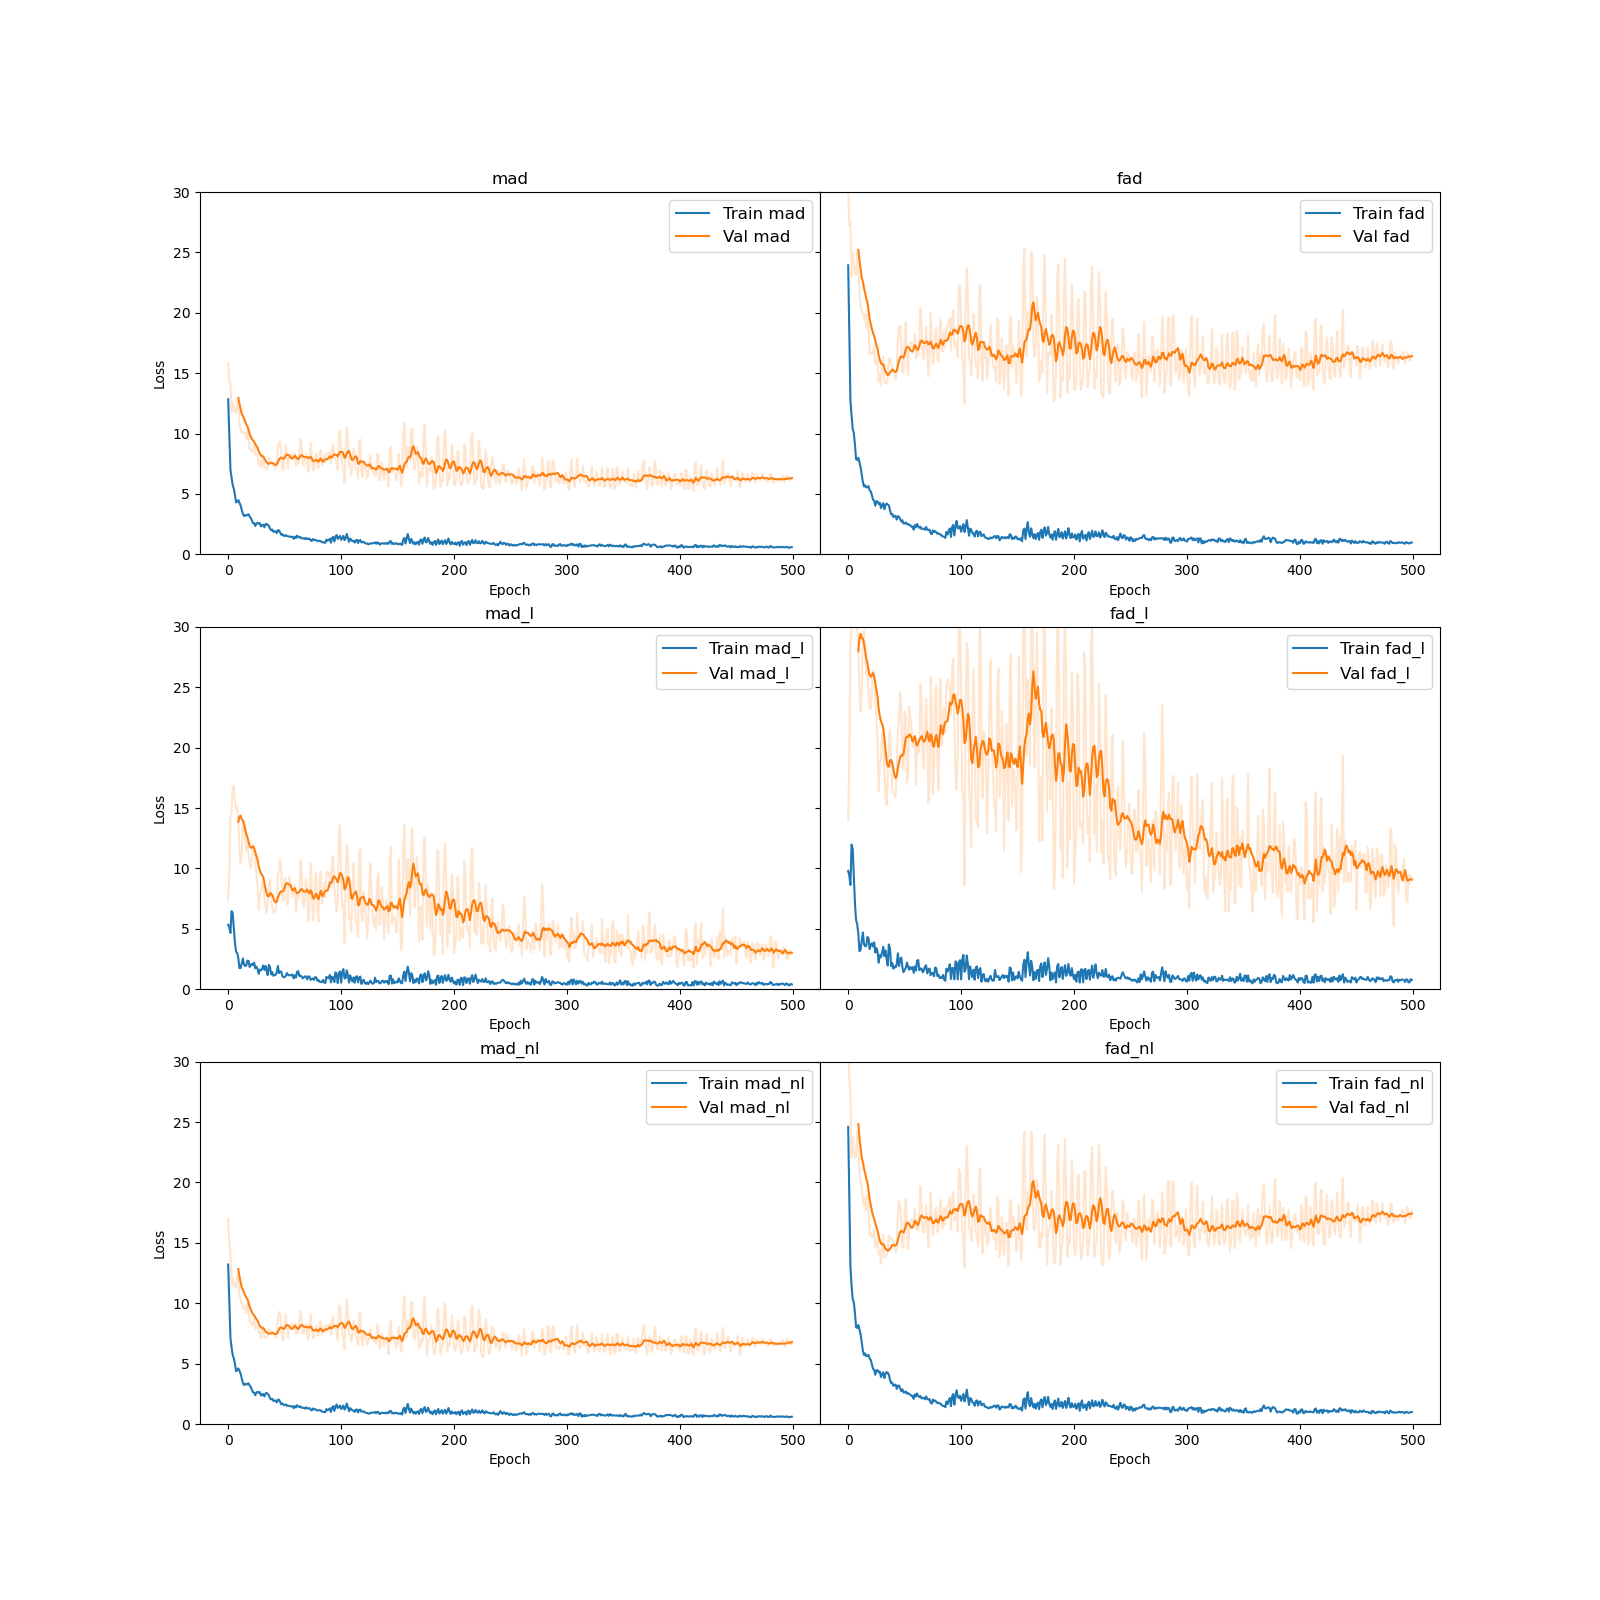 mad
fad
30
25
20
15
10
5
0
Loss
Train mad
Val mad
Train fad
Val fad
0 100 200 300 400 500
0 100 200 300 400 500
Epoch
Epoch
mad_l
fad_l
30
25
20
15
10
5
0
Loss
Train mad_l
Val mad_l
Train fad_l
Val fad_l
0 100 200 300 400 500
0 100 200 300 400 500
Epoch
Epoch
mad_nl
fad_nl
30
25
20
15
10
5
0
Loss
Train mad_nl
Val mad_nl
Train fad_nl
Val fad_nl
0 100 200 300 400 500
0 100 200 300 400 500
Epoch
Epoch